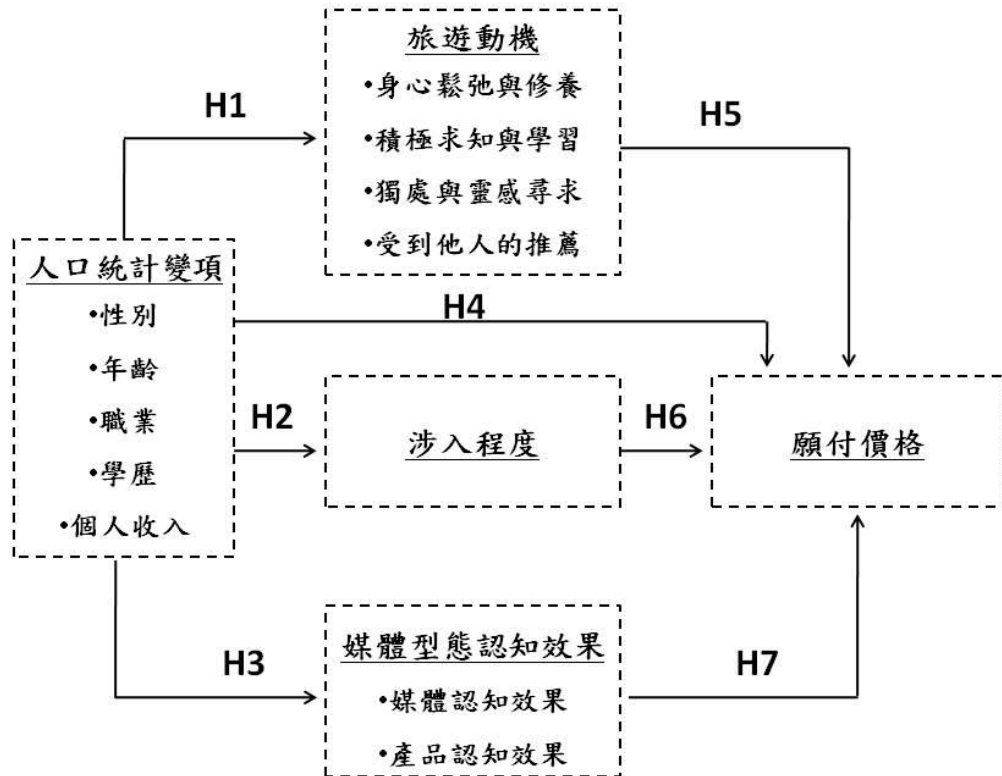 旅遊動機
•身心鬆弛與修養
•積極求知與學習
•獨處與靈感尋求
•受到他人的推薦
H1
H5
人口統計變項
•性別
•年齡
•職業
•學歷
•個人收入
H4
H2
涉入程度
H6
願付價格
H3
媒體型態認知效果
•媒體認知效果
•產品認知效果
H7